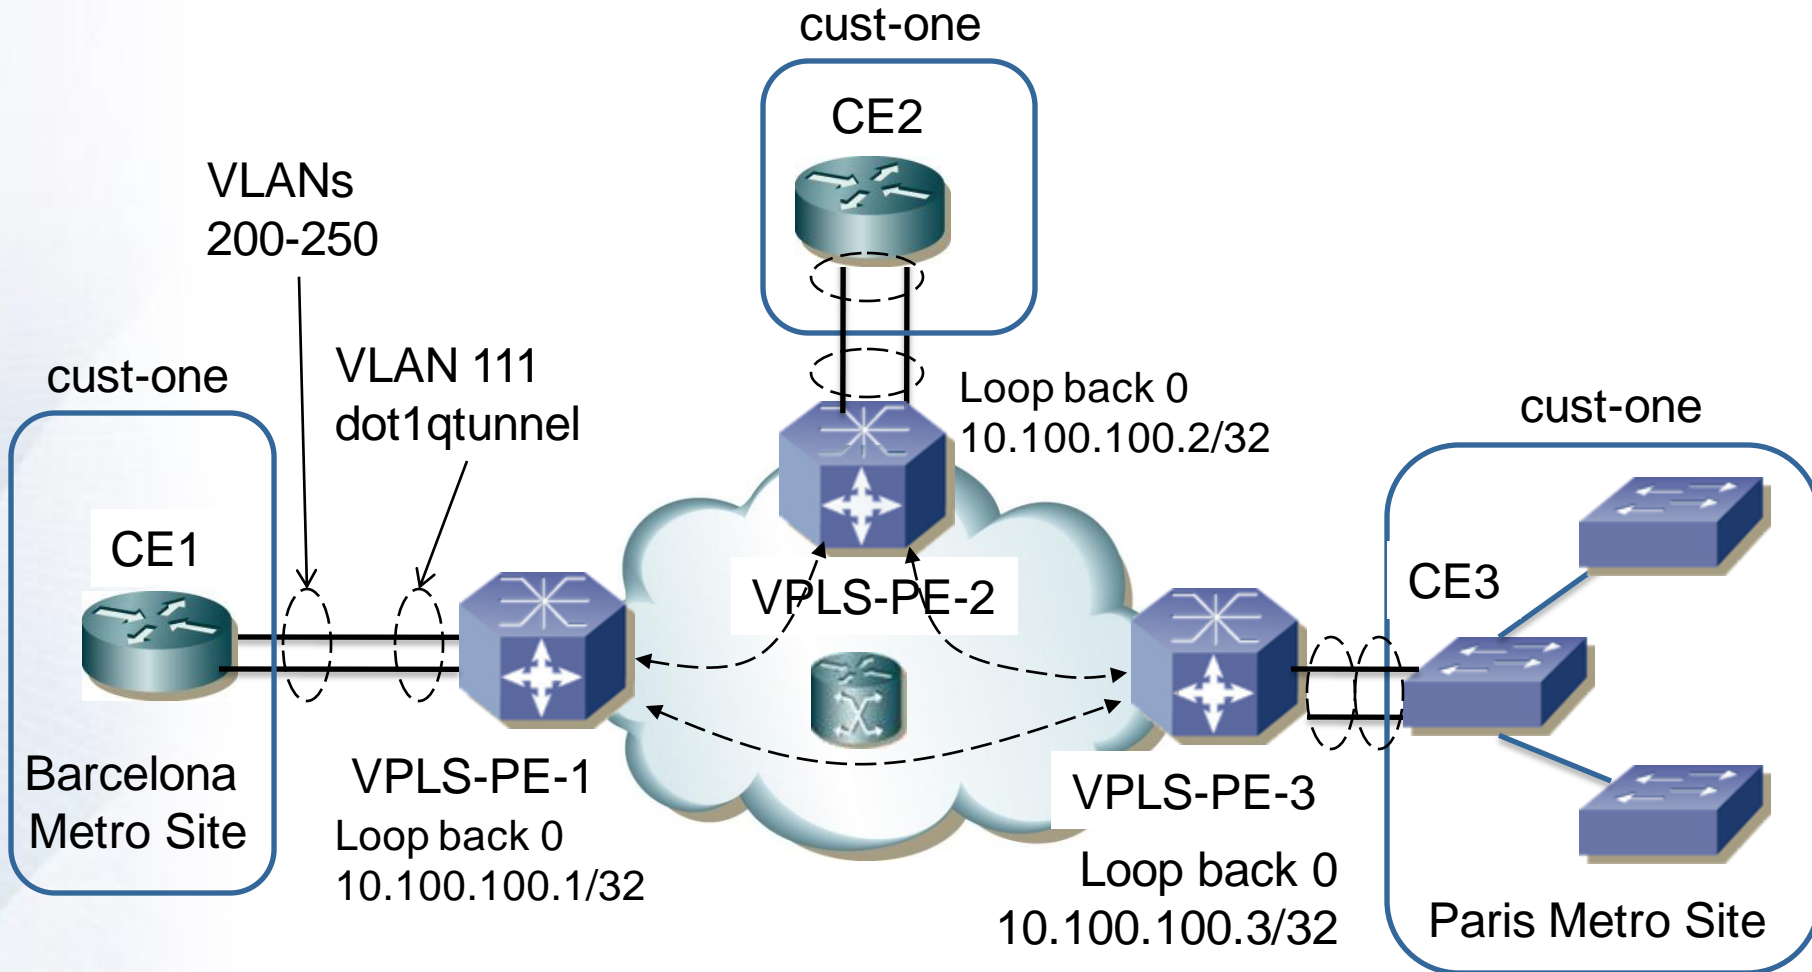 cust-one
CE2
VLANs
200-250
cust-one
VLAN 111
dot1qtunnel
Loop back 0
10.100.100.2/32
cust-one
CE1
VPLS-PE-2
CE3
Barcelona
Metro Site
VPLS-PE-1
Loop back 0
10.100.100.1/32
VPLS-PE-3
Loop back 0
10.100.100.3/32
Paris Metro Site